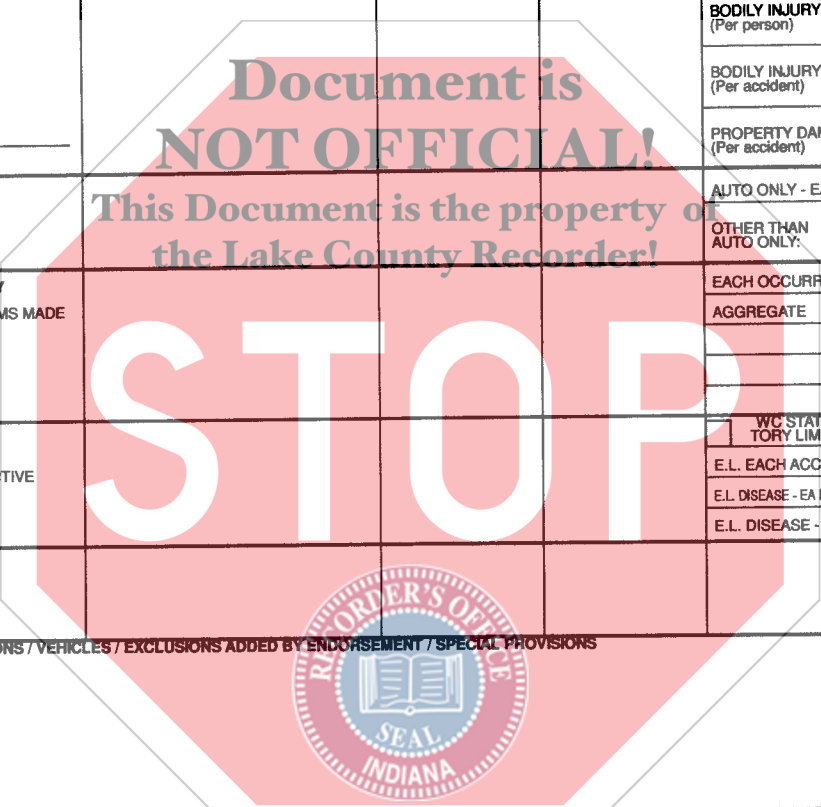 BODILY INJURY
(Per person)
Document is
BODILY INJURY
(Per accident)
NOT OFFICIAL!
PROPERTY DAM
(Per accident)
This Document is the property of
AUTO ONLY - EA
the Lake County Recorder!
OTHER THAN
AUTO ONLY:
Y
EACH OCCURR
MS MADE
AGGREGATE
STOP
WC STAT
TORY LIM
TIVE
E.L. EACH ACC
E.L. DISEASE - EA
E.L. DISEASE -
ONS / VEHICLES / EXCLUSIONS ADDED BY ENDORSEMENT / SPECIAL PROVISIONS
RECORDER'S OFFICE
SEAL
INDIANA